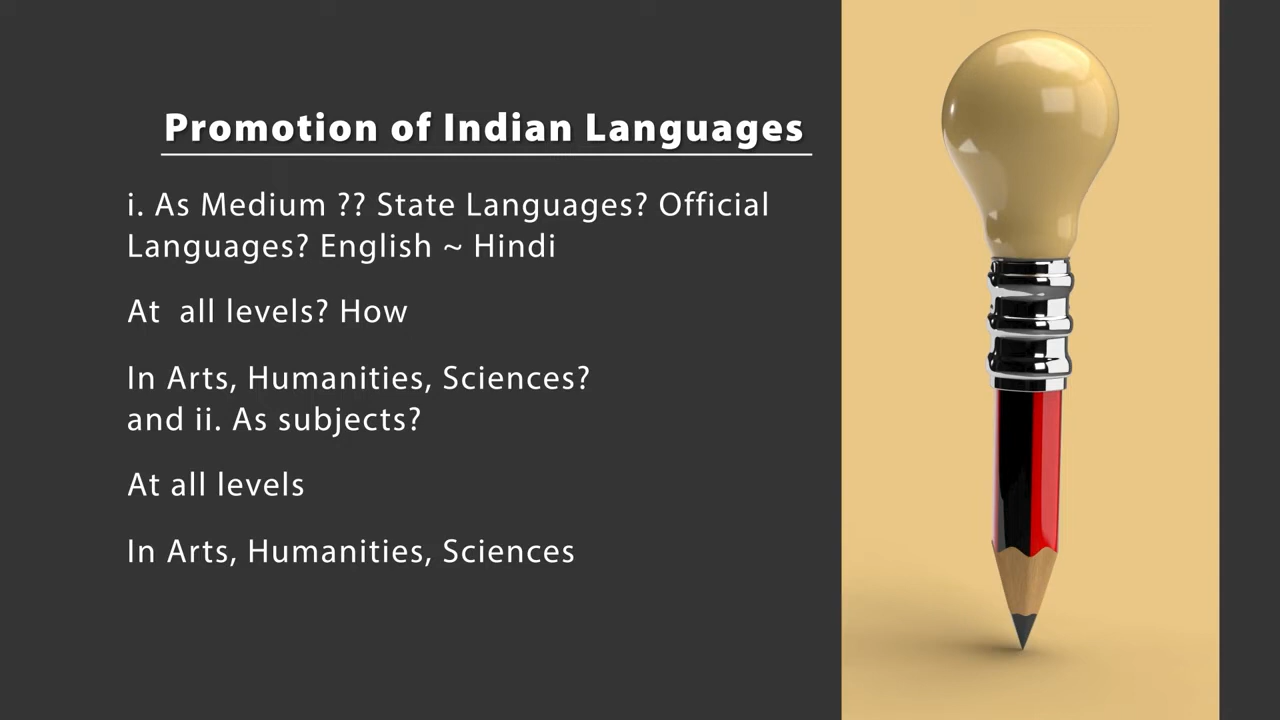 Promotion of Indian Languages
i. As Medium ?? State Languages? Official
Languages? English ~ Hindi
At all levels? How
In Arts, Humanities, Sciences?
and ii. As subjects?
At all levels
In Arts, Humanities, Sciences